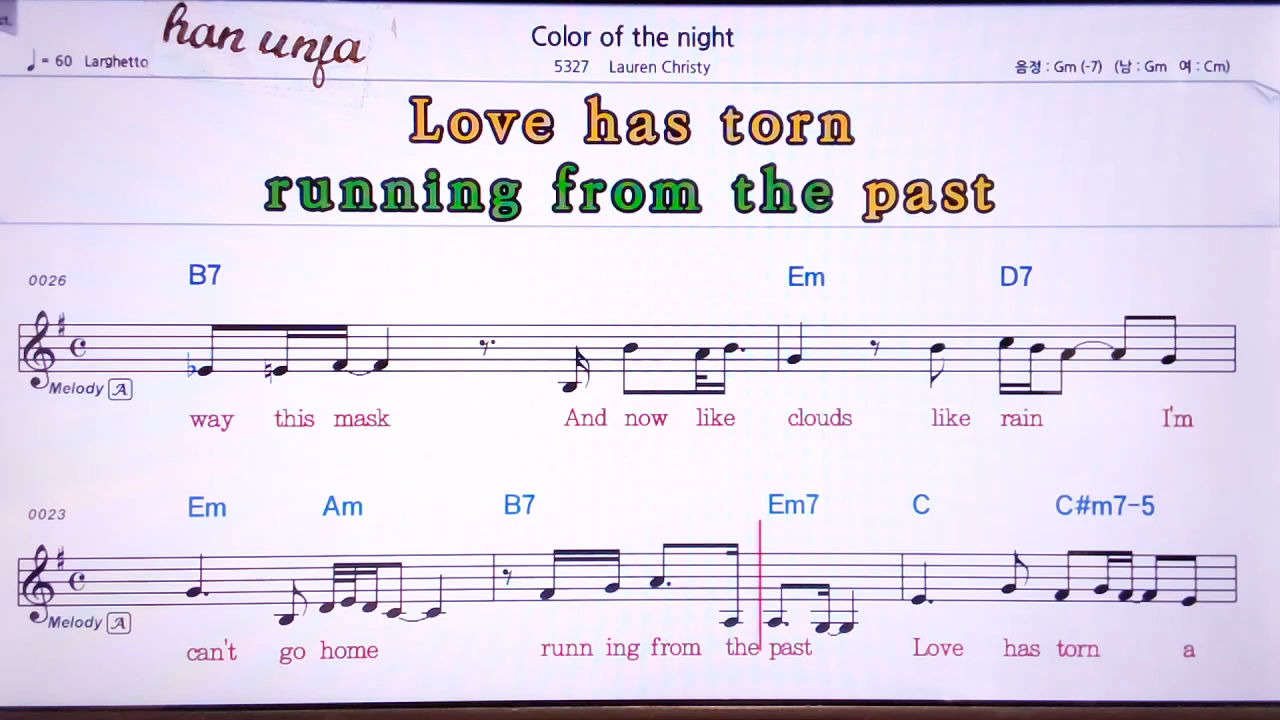 han unja
♩ = 60 Larghetto
Color of the night
5327 Lauren Christy
음정 : Gm (-7) (남 : Gm 여 : Cm)
Love has torn
running from the past
0026
B7 Em D7
Melody A
way this mask And now like clouds like rain I'm
0023
Em Am B7 Em7 C C#m7-5
Melody A
can't go home runn ing from the past Love has torn a